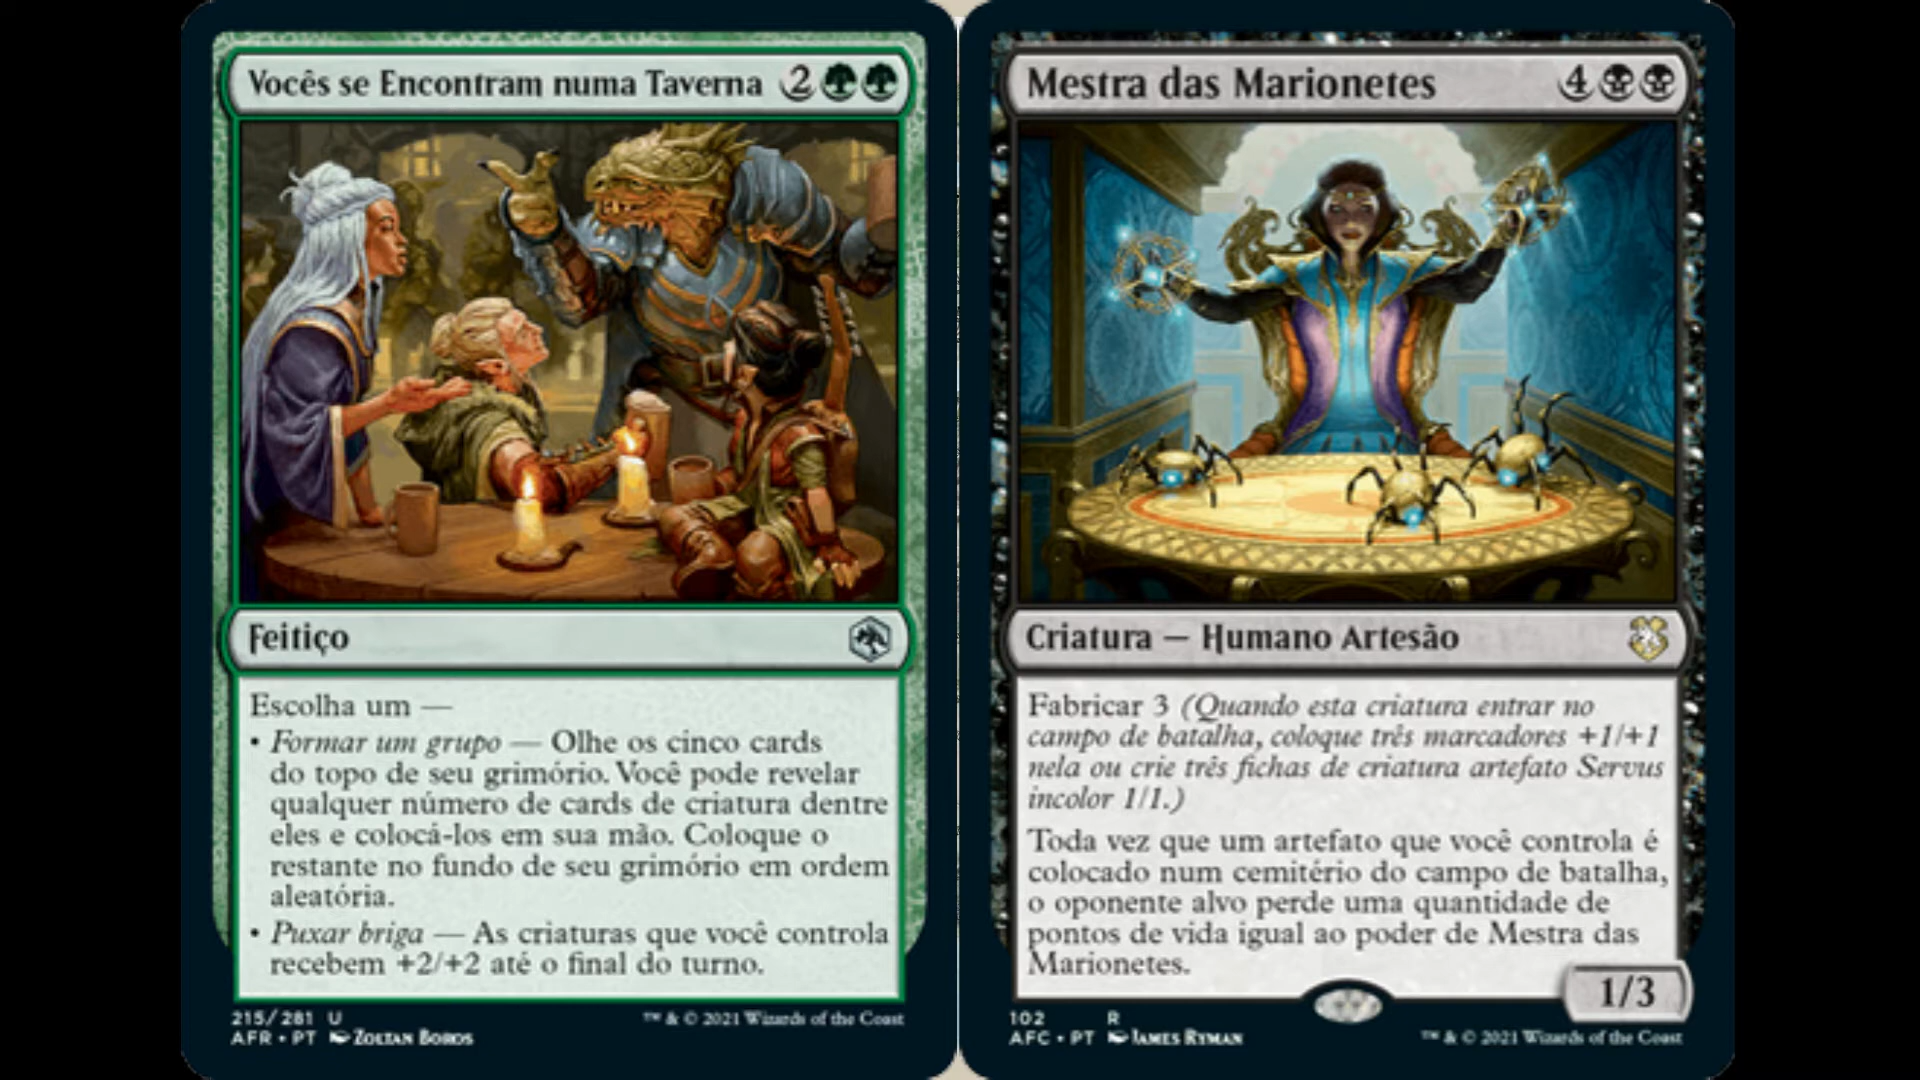 Vocês se Encontram numa Taverna 2
Feitiço
Escolha um —
• Formar um grupo — Olhe os cinco cards
do topo de seu grimório. Você pode revelar
qualquer número de cards de criatura dentre
eles e colocá-los em sua mão. Coloque o
restante no fundo de seu grimório em ordem
aleatória.
• Puxar briga — As criaturas que você controla
recebem +2/+2 até o final do turno.
215/281 U
AFR • PT Zoltan Boros
™ & © 2021 Wizards of the Coast
Mestra das Marionetes 4
Criatura — Humano Artesão
Fabricar 3 (Quando esta criatura entrar no
campo de batalha, coloque três marcadores +1/+1
nela ou crie três fichas de criatura artefato Servus
incolor 1/1.)
Toda vez que um artefato que você controla é
colocado num cemitério do campo de batalha,
o oponente alvo perde uma quantidade de
pontos de vida igual ao poder de Mestra das
Marionetes.
1/3
102 R
AFC • PT James Ryman
™ & © 2021 Wizards of the Coast